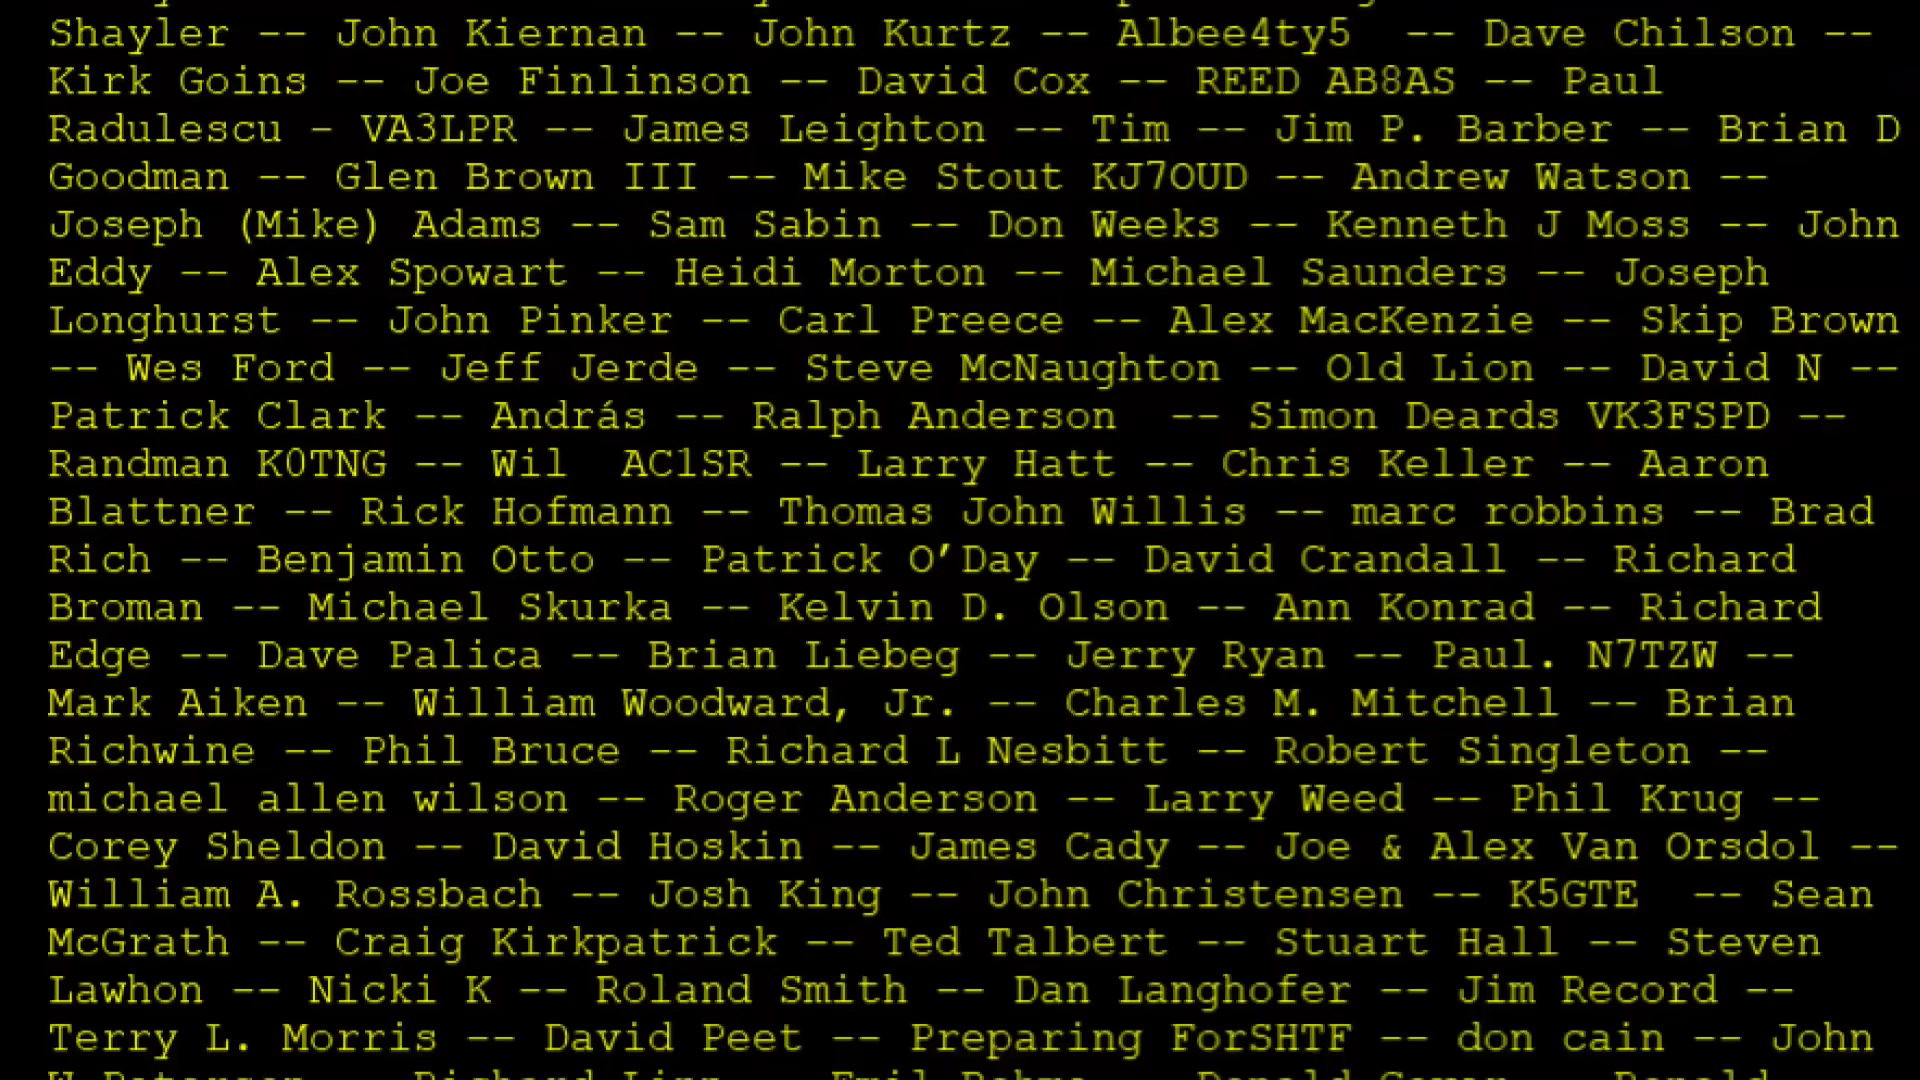 Shayler -- John Kiernan -- John Kurtz -- Albee4ty5  -- Dave Chilson --
Kirk Goins -- Joe Finlinson -- David Cox -- REED AB8AS -- Paul
Radulescu - VA3LPR -- James Leighton -- Tim -- Jim P. Barber -- Brian D
Goodman -- Glen Brown III -- Mike Stout KJ7OUD -- Andrew Watson --
Joseph (Mike) Adams -- Sam Sabin -- Don Weeks -- Kenneth J Moss -- John
Eddy -- Alex Spowart -- Heidi Morton -- Michael Saunders -- Joseph
Longhurst -- John Pinker -- Carl Preece -- Alex MacKenzie -- Skip Brown
-- Wes Ford -- Jeff Jerde -- Steve McNaughton -- Old Lion -- David N --
Patrick Clark -- András -- Ralph Anderson  -- Simon Deards VK3FSPD --
Randman K0TNG -- Wil  AC1SR -- Larry Hatt -- Chris Keller -- Aaron
Blattner -- Rick Hofmann -- Thomas John Willis -- marc robbins -- Brad
Rich -- Benjamin Otto -- Patrick O’Day -- David Crandall -- Richard
Broman -- Michael Skurka -- Kelvin D. Olson -- Ann Konrad -- Richard
Edge -- Dave Palica -- Brian Liebeg -- Jerry Ryan -- Paul. N7TZW --
Mark Aiken -- William Woodward, Jr. -- Charles M. Mitchell -- Brian
Richwine -- Phil Bruce -- Richard L Nesbitt -- Robert Singleton --
michael allen wilson -- Roger Anderson -- Larry Weed -- Phil Krug --
Corey Sheldon -- David Hoskin -- James Cady -- Joe & Alex Van Orsdol --
William A. Rossbach -- Josh King -- John Christensen -- K5GTE  -- Sean
McGrath -- Craig Kirkpatrick -- Ted Talbert -- Stuart Hall -- Steven
Lawhon -- Nicki K -- Roland Smith -- Dan Langhofer -- Jim Record --
Terry L. Morris -- David Peet -- Preparing ForSHTF -- don cain -- John